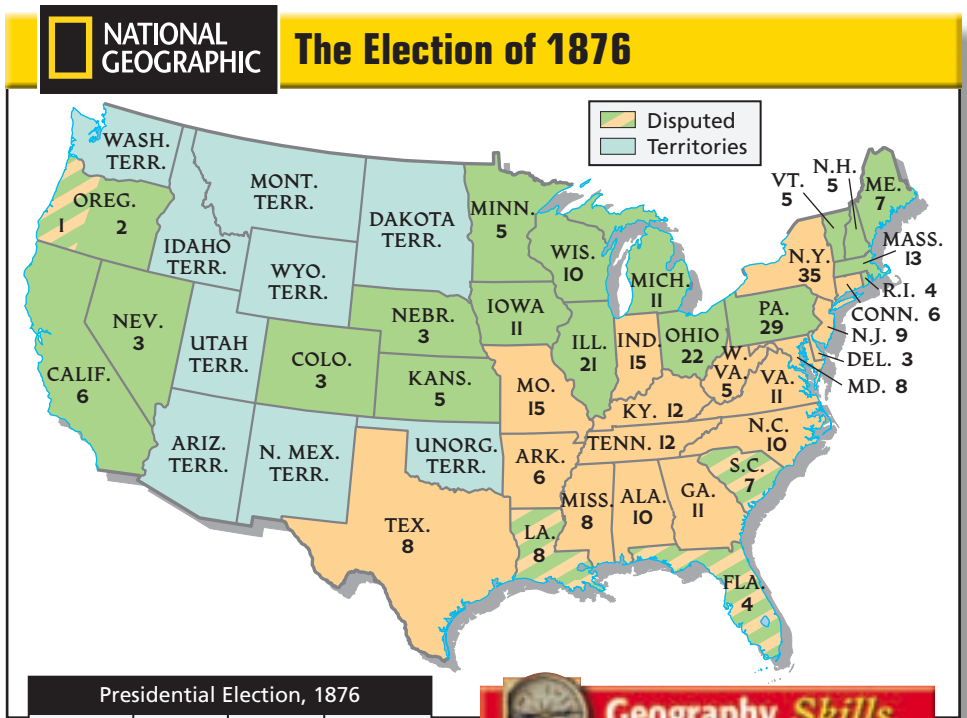 NATIONAL
GEOGRAPHIC
The Election of 1876
Disputed
Territories
WASH.
TERR.
OREG.
1 2
IDAHO
TERR.
MONT.
TERR.
WYO.
TERR.
DAKOTA
TERR.
MINN.
5
WIS.
10
MICH.
11
VT.
5
N.H.
5
ME.
7
MASS.
13
N.Y.
35
R.I. 4
CONN. 6
N.J. 9
DEL. 3
MD. 8
PA.
29
NEV.
3
CALIF.
6
UTAH
TERR.
COLO.
3
NEBR.
3
KANS.
5
IOWA
11
ILL.
21
IND.
15
OHIO
22
W.
VA.
5
VA.
11
MO.
15
KY. 12
N.C.
10
TENN. 12
ARIZ.
TERR.
N. MEX.
TERR.
UNORG.
TERR.
ARK.
6
S.C.
7
MISS.
8
ALA.
10
GA.
11
TEX.
8
LA.
8
FLA.
4
Presidential Election, 1876
Geography Skills